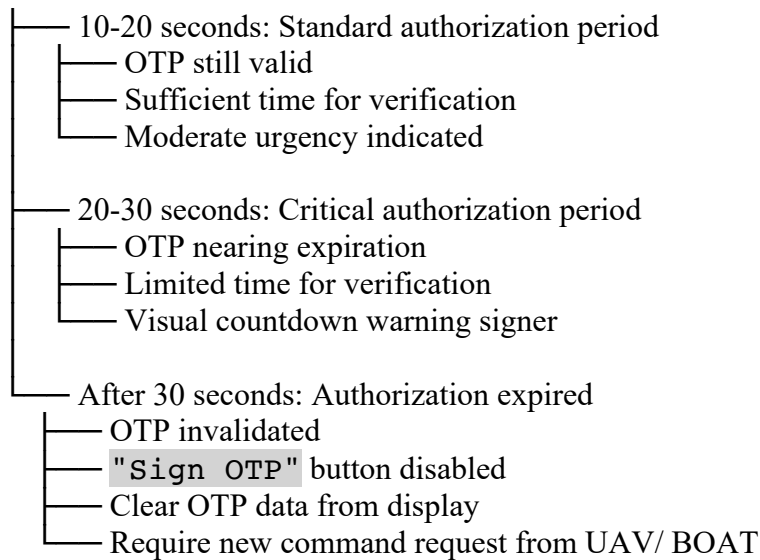 10-20 seconds: Standard authorization period
OTP still valid
Sufficient time for verification
Moderate urgency indicated
20-30 seconds: Critical authorization period
OTP nearing expiration
Limited time for verification
Visual countdown warning signer
After 30 seconds: Authorization expired
OTP invalidated
"Sign OTP" button disabled
Clear OTP data from display
Require new command request from UAV/ BOAT